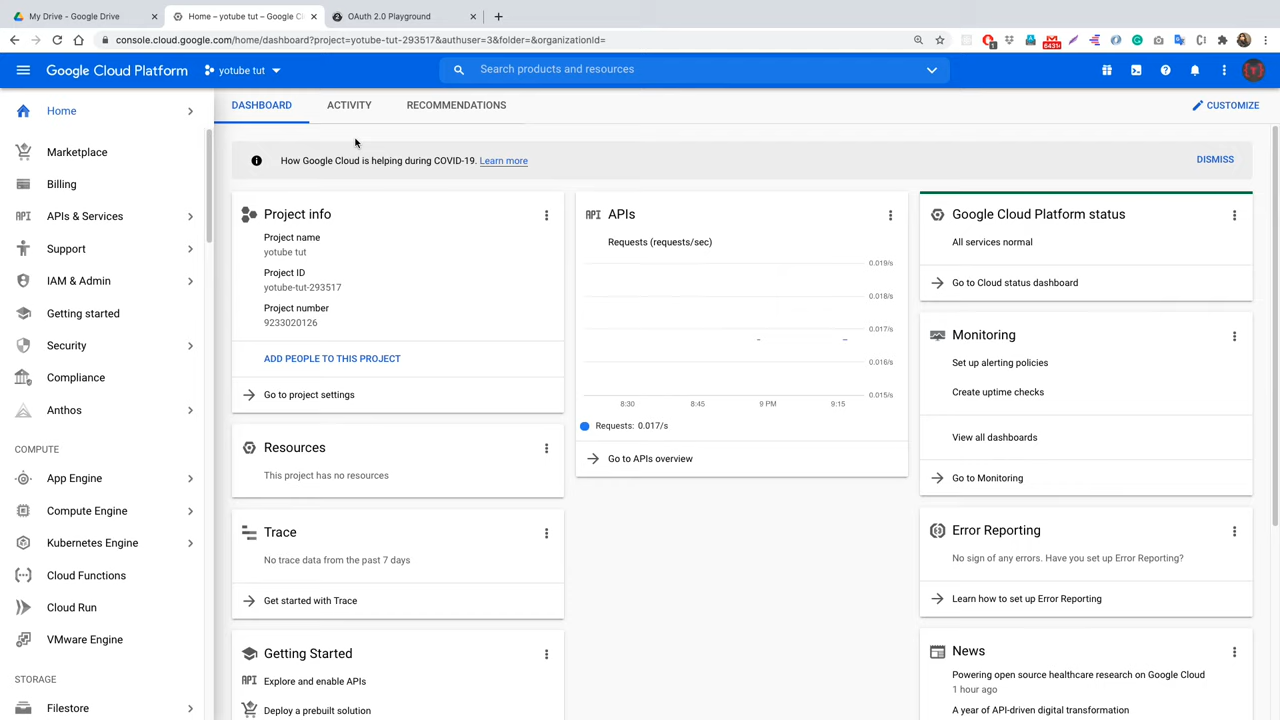 My Drive – Google Drive
Home – yotube tut – Google C
OAuth 2.0 Playground
console.cloud.google.com/home/dashboard?project=yotube-tut-293517&authuser=3&folder=&organizationId=
Google Cloud Platform
yotube tut
Search products and resources
Home
Marketplace
Billing
API
APIs & Services
Support
IAM & Admin
Getting started
Security
Compliance
Anthos
COMPUTE
App Engine
Compute Engine
Kubernetes Engine
Cloud Functions
Cloud Run
VMware Engine
STORAGE
Filestore
DASHBOARD
ACTIVITY
RECOMMENDATIONS
CUSTOMIZE
How Google Cloud is helping during COVID-19. Learn more
DISMISS
Project info
Project name
yotube tut
Project ID
yotube-tut-293517
Project number
9233020126
ADD PEOPLE TO THIS PROJECT
Go to project settings
Resources
This project has no resources
Trace
No trace data from the past 7 days
Get started with Trace
Getting Started
API
Explore and enable APIs
Deploy a prebuilt solution
API
APIs
Requests (requests/sec)
0.019/s
0.018/s
0.017/s
0.016/s
0.015/s
8:30
8:45
9 PM
9:15
Requests: 0.017/s
Go to APIs overview
Google Cloud Platform status
All services normal
Go to Cloud status dashboard
Monitoring
Set up alerting policies
Create uptime checks
View all dashboards
Go to Monitoring
Error Reporting
No sign of any errors. Have you set up Error Reporting?
Learn how to set up Error Reporting
News
Powering open source healthcare research on Google Cloud
1 hour ago
A year of API-driven digital transformation